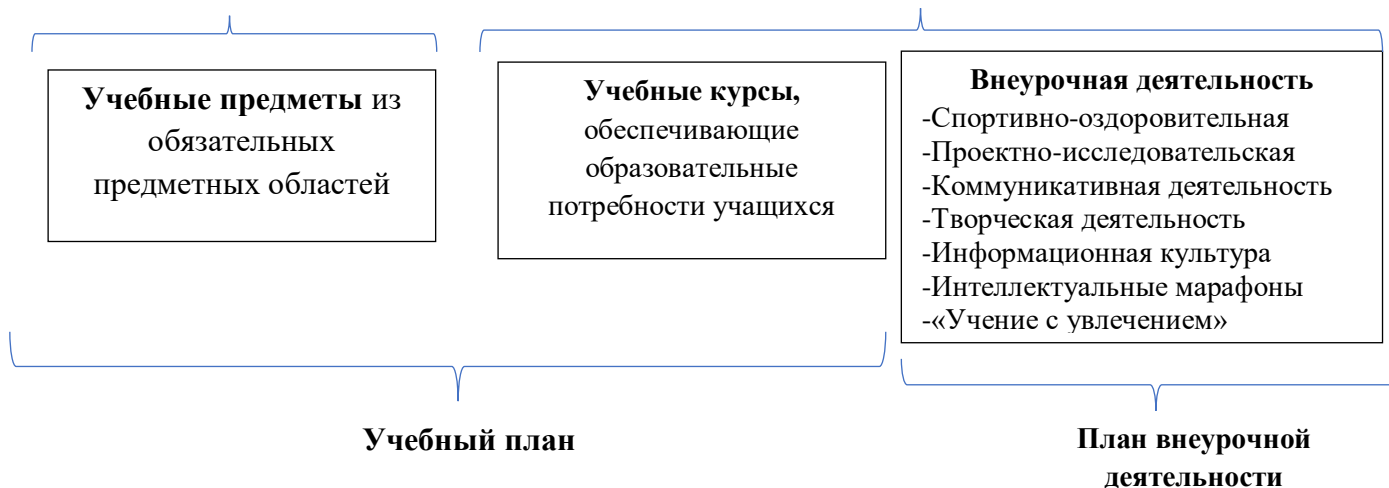 Учебные предметы из
обязательных
предметных областей
Учебные курсы,
обеспечивающие
образовательные
потребности учащихся
Внеурочная деятельность
-Спортивно-оздоровительная
-Проектно-исследовательская
-Коммуникативная деятельность
-Творческая деятельность
-Информационная культура
-Интеллектуальные марафоны
-«Учение с увлечением»
Учебный план
План внеурочной
деятельности